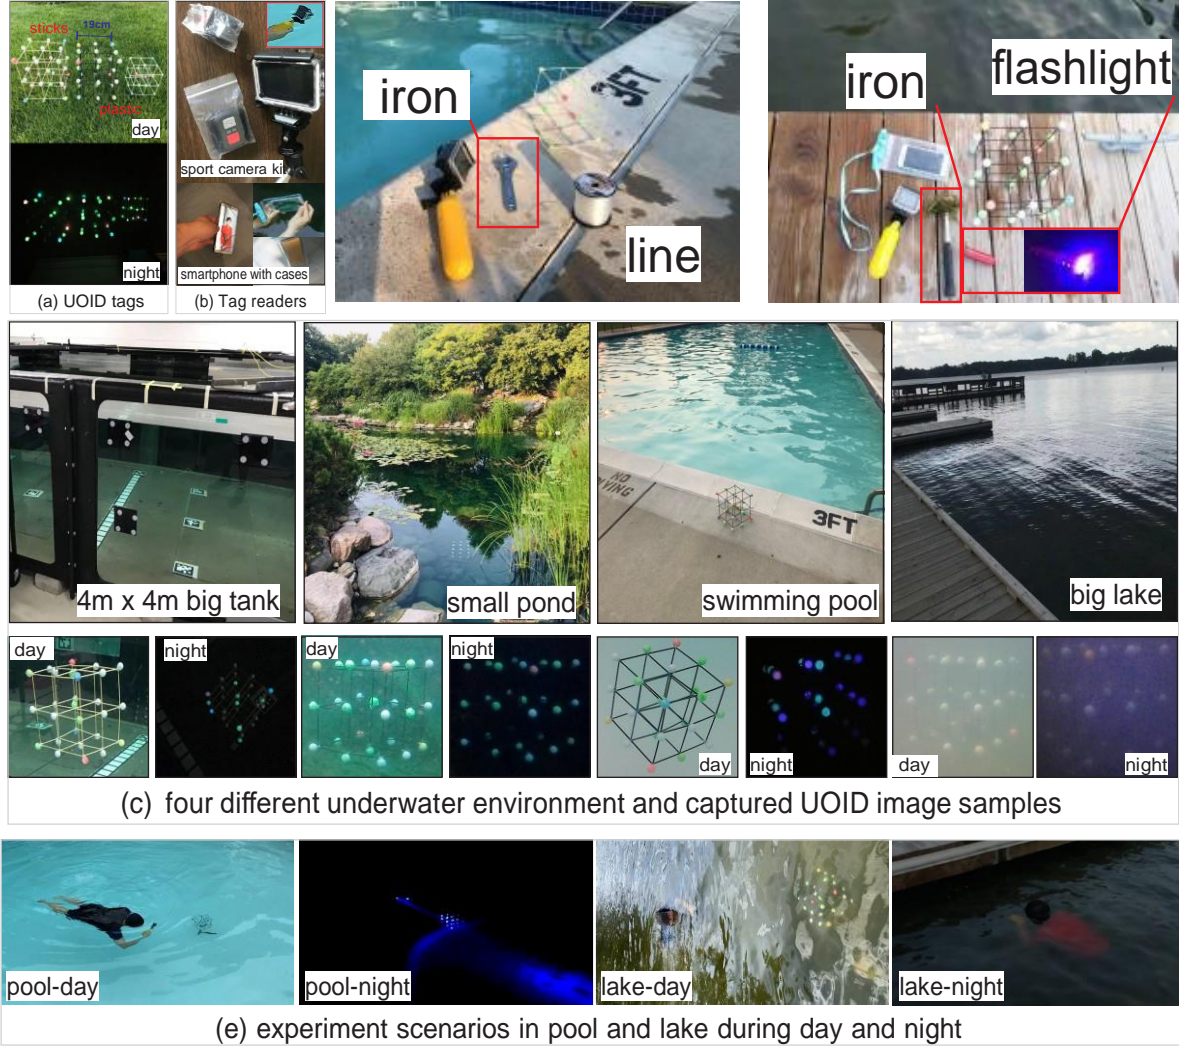 sticks
19cm
plastic
day
night
(a) UOID tags
sport camera kit
smartphone with cases
(b) Tag readers
iron
3FT
line
iron
flashlight
4m x 4m big tank
small pond
NO
DIVING
3FT
swimming pool
big lake
day
night
day
night
day
night
day
night
(c) four different underwater environment and captured UOID image samples
pool-day
pool-night
lake-day
lake-night
(e) experiment scenarios in pool and lake during day and night